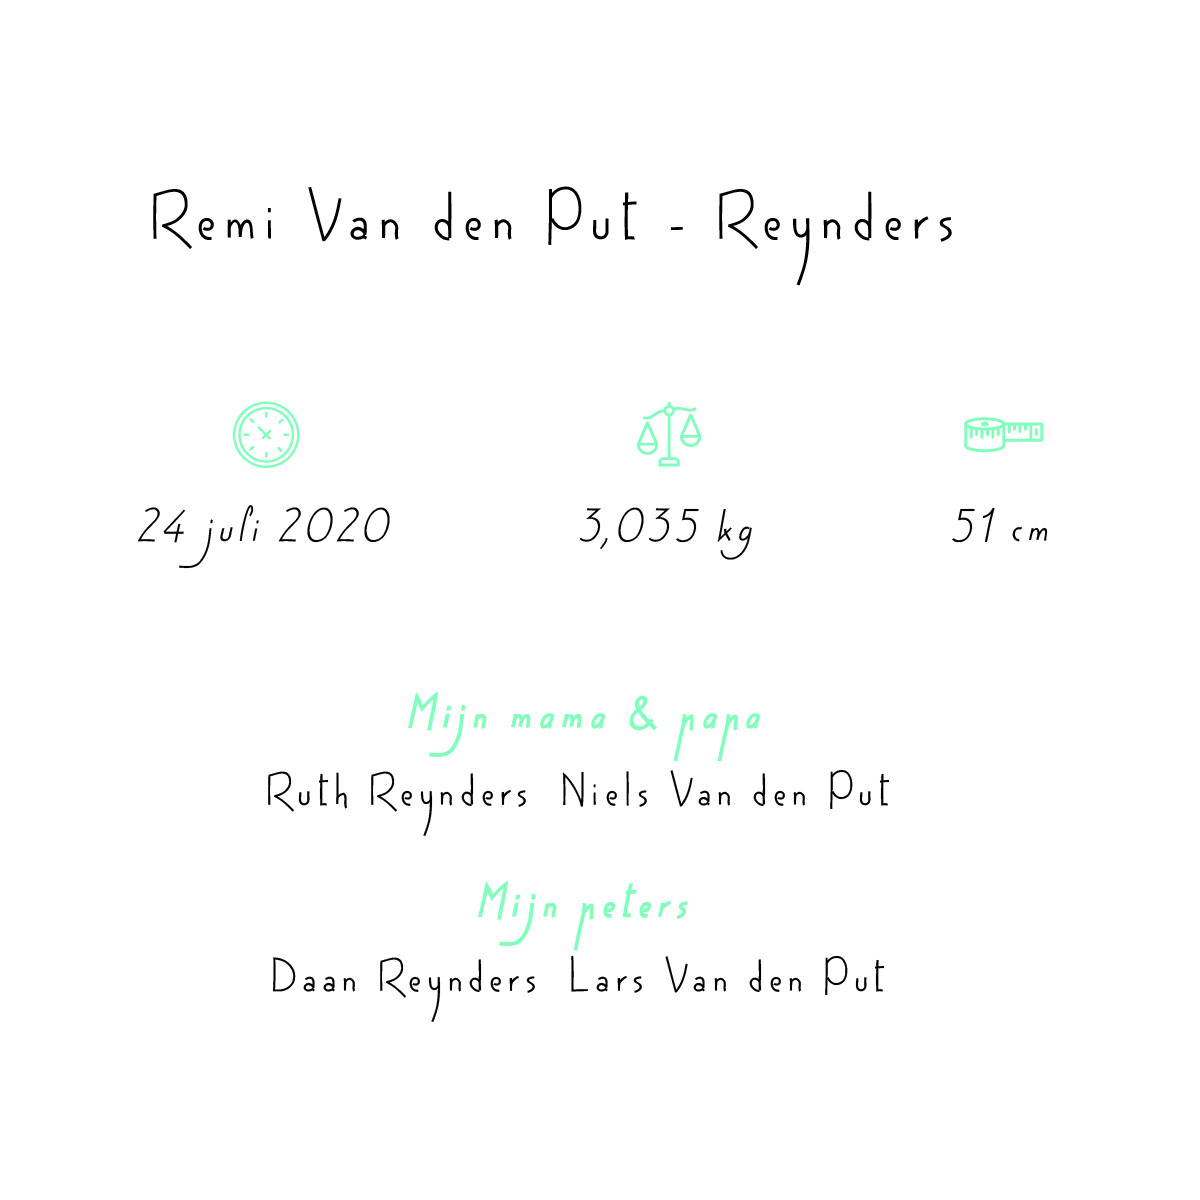 Remi Van den Put - Reynders
24 juli 2020 3,035 kg 51 cm
Mijn mama & papa
Ruth Reynders Niels Van den Put
Mijn peters
Daan Reynders Lars Van den Put